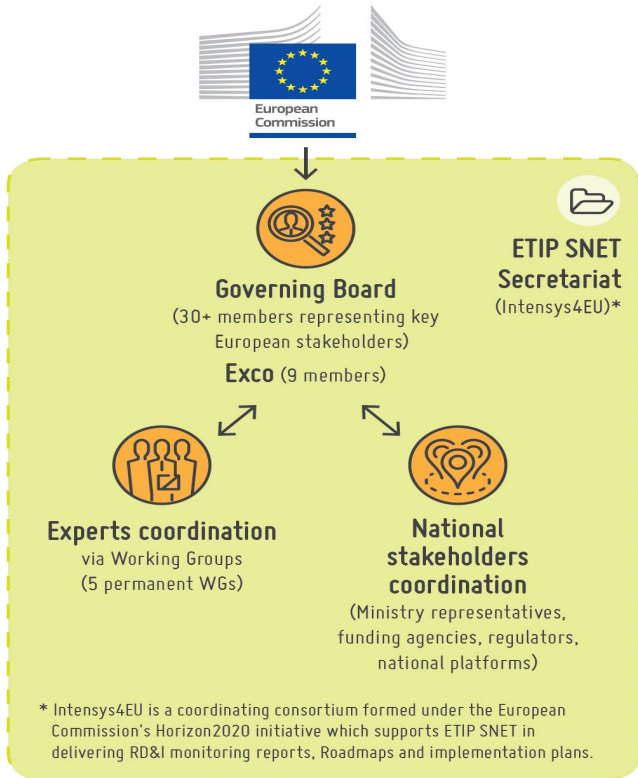 European
Commission
ETIP SNET
Secretariat
(Intensys4EU)*
Governing Board
(30+ members representing key
European stakeholders)
Exco (9 members)
Experts coordination
via Working Groups
(5 permanent WGs)
National
stakeholders
coordination
(Ministry representatives,
funding agencies, regulators,
national platforms)
* Intensys4EU is a coordinating consortium formed under the European
Commission's Horizon2020 initiative which supports ETIP SNET in
delivering RD&I monitoring reports, Roadmaps and implementation plans.